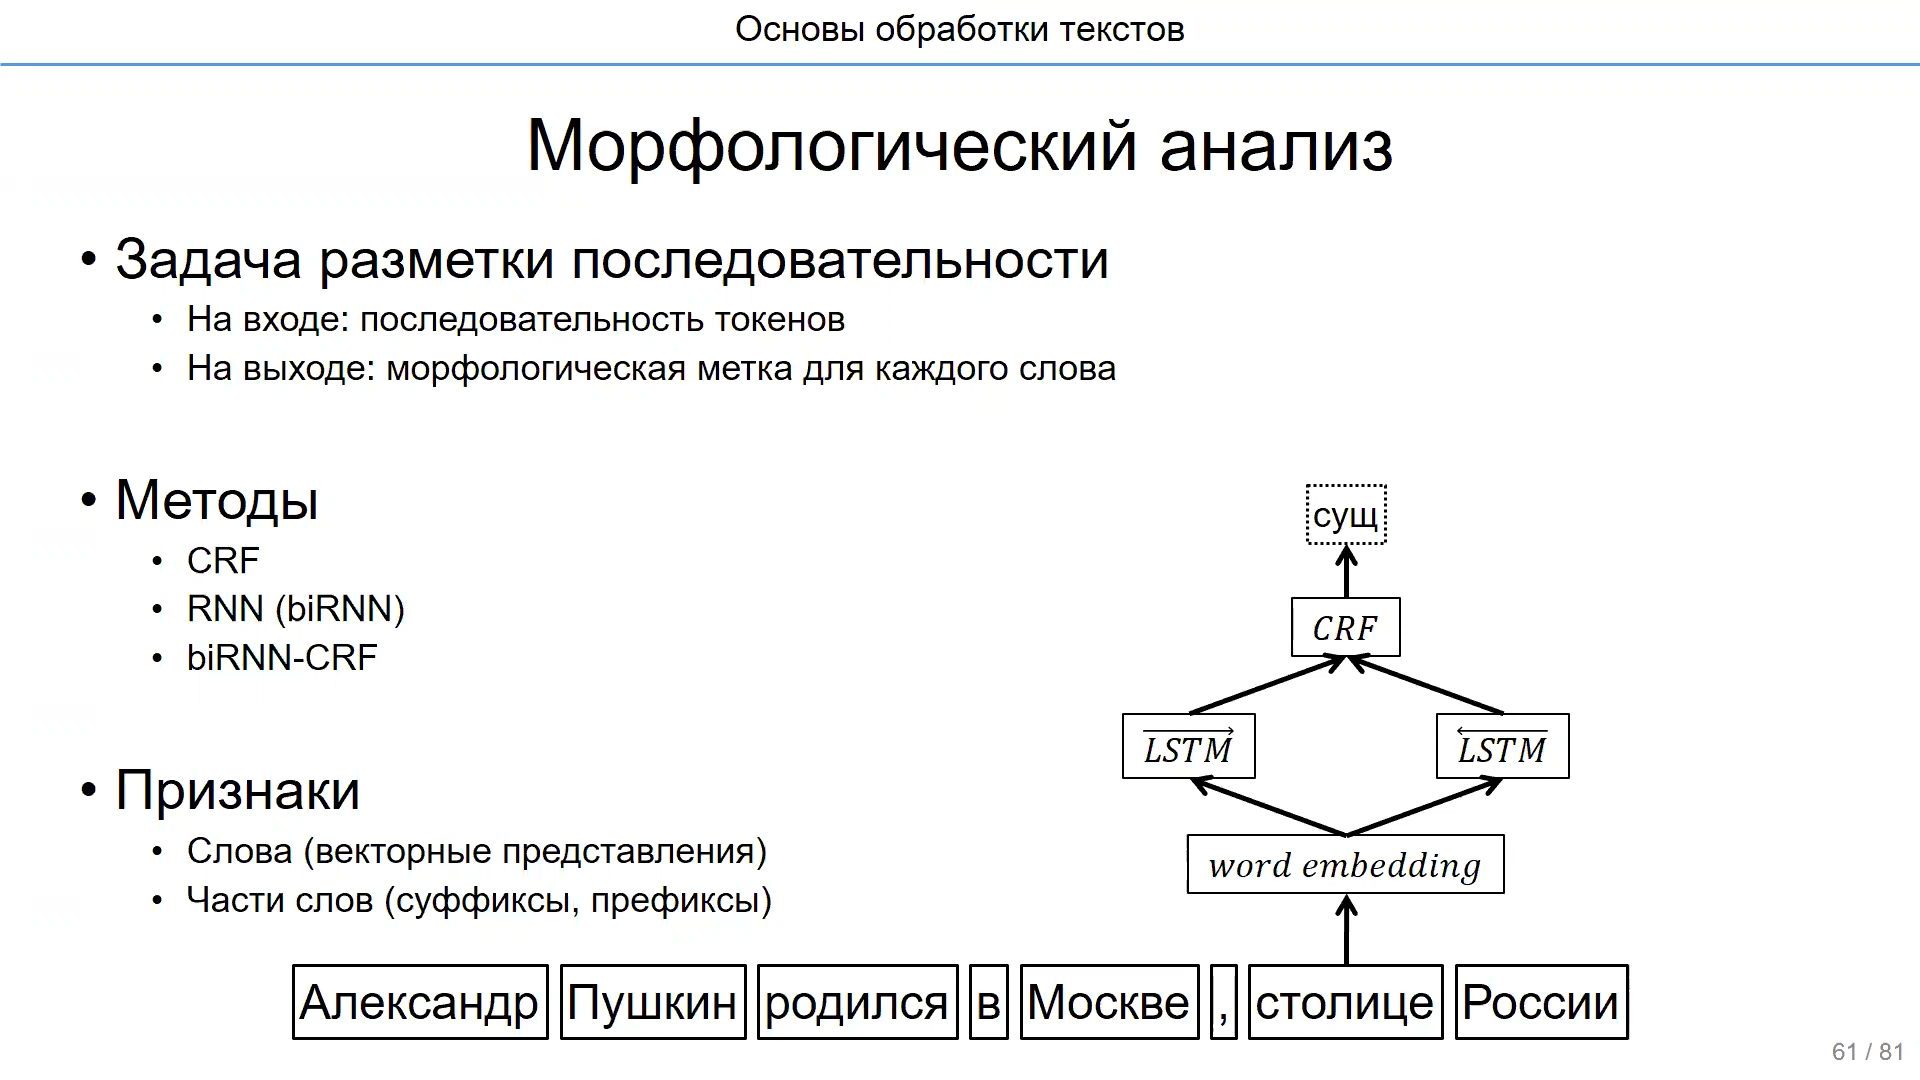 Основы обработки текстов
Морфологический анализ
• Задача разметки последовательности
• На входе: последовательность токенов
• На выходе: морфологическая метка для каждого слова
• Методы
• CRF
• RNN (biRNN)
• biRNN-CRF
• Признаки
• Слова (векторные представления)
• Части слов (суффиксы, префиксы)
сущ
CRF
LSTM LSTM
word embedding
Александр Пушкин родился в Москве , столице России
61 / 81